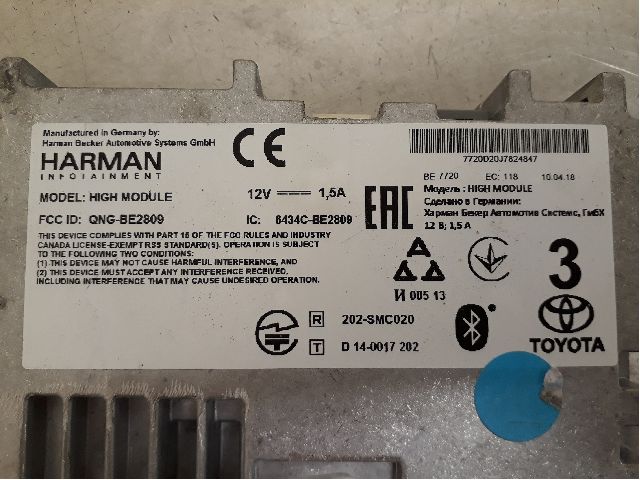 Manufactured in Germany by:
Harman Becker Automotive Systems GmbH
HARMAN
INFOTAINMENT
MODEL: HIGH MODULE
12V 1,5A
FCC ID: QNG-BE2809
IC: 6434C-BE2809
THIS DEVICE COMPLIES WITH PART 15 OF THE FCC RULES AND INDUSTRY
CANADA LICENSE-EXEMPT RSS STANDARD(S). OPERATION IS SUBJECT
TO THE FOLLOWING TWO CONDITIONS:
(1) THIS DEVICE MAY NOT CAUSE HARMFUL INTERFERENCE, AND
(2) THIS DEVICE MUST ACCEPT ANY INTERFERENCE RECEIVED,
INCLUDING INTERFERENCE THAT MAY CAUSE UNDESIRED OPERATION.
CE
7720D20J7824847
BE 7720 EC: 118 10.04.18
EAC
Модель: HIGH MODULE
Сделано в Германии:
Харман Бекер Автомотив Системс, ГмбХ
12 В; 1,5 А
И 005 13
3
R 202-SMC020
T D 14-0017 202
TOYOTA